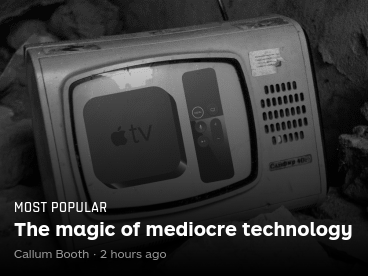 tv
MOST POPULAR
The magic of mediocre technology
Callum Booth · 2 hours ago